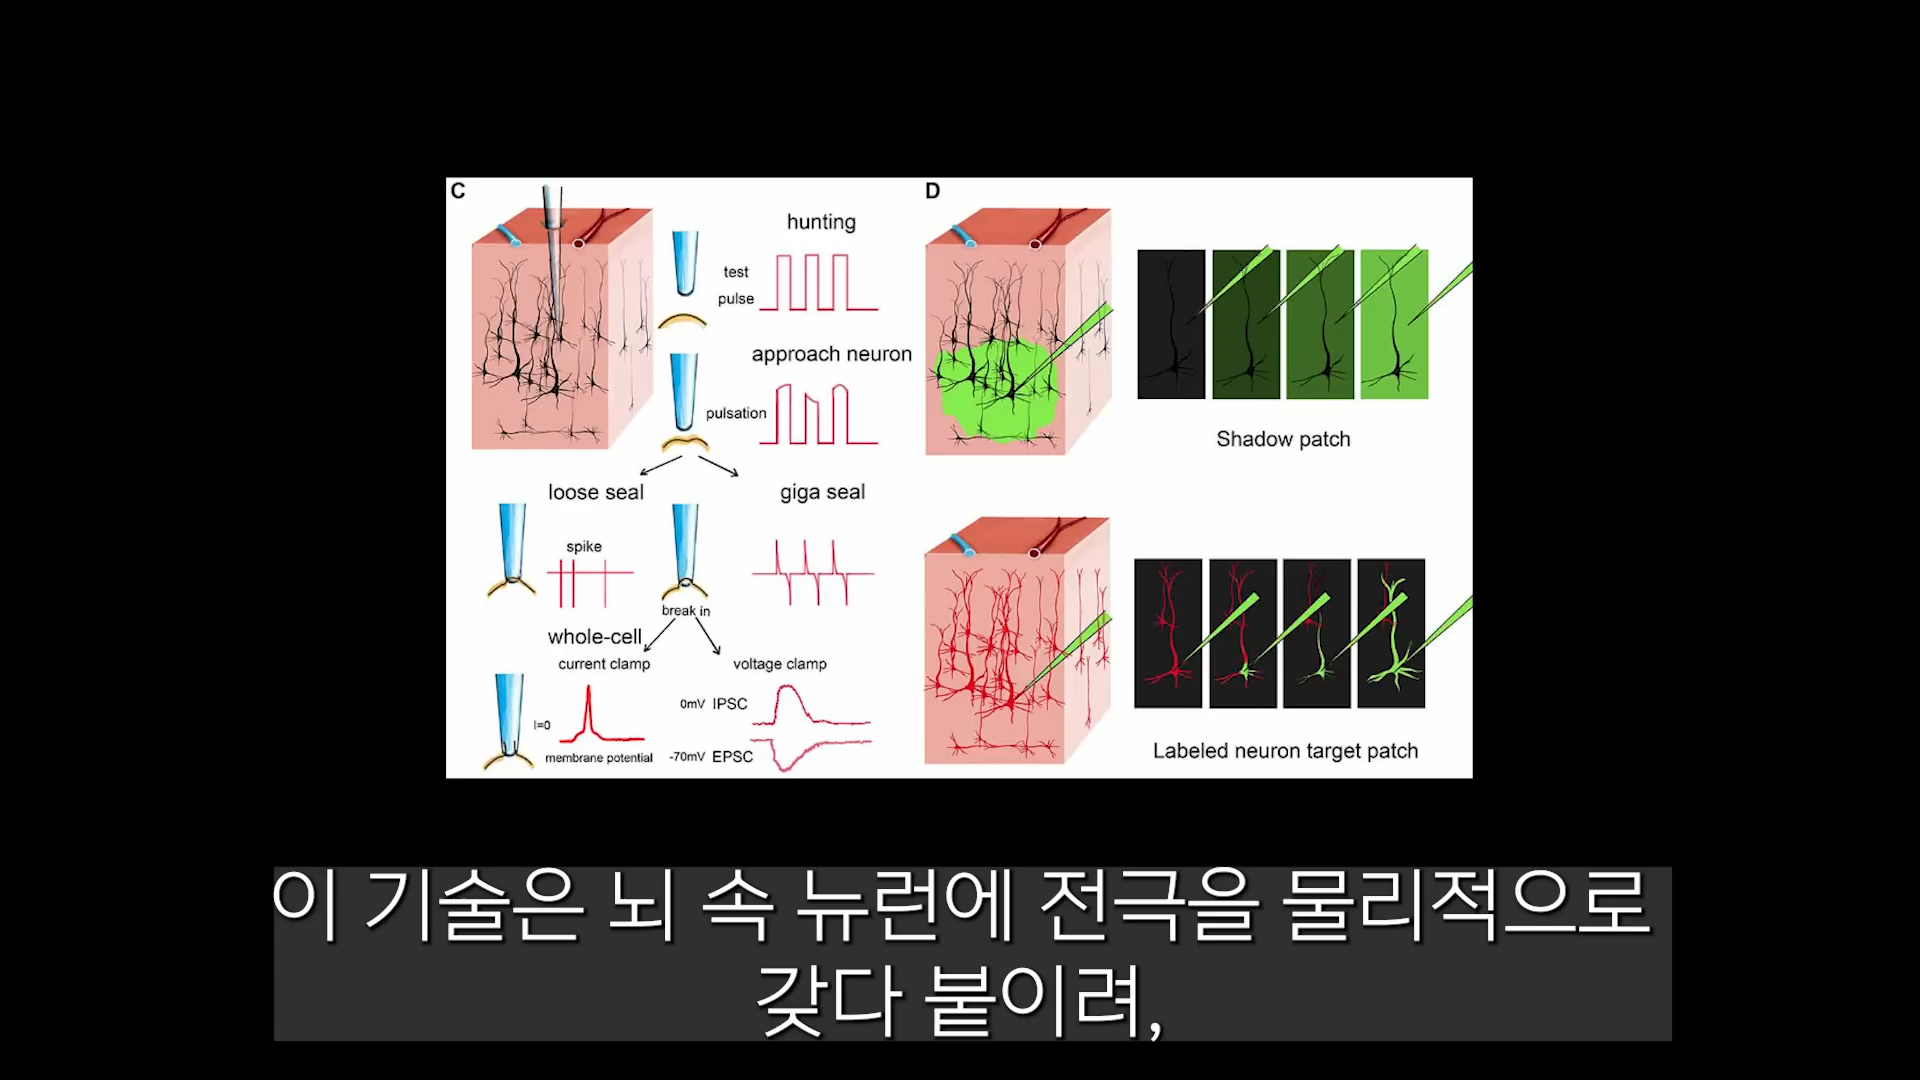 C
hunting
test
pulse
approach neuron
pulsation
loose seal
giga seal
spike
break in
whole-cell
current clamp
voltage clamp
I=0
membrane potential
0mV IPSC
-70mV EPSC
D
Shadow patch
Labeled neuron target patch
이 기술은 뇌 속 뉴런에 전극을 물리적으로
갖다 붙이려,